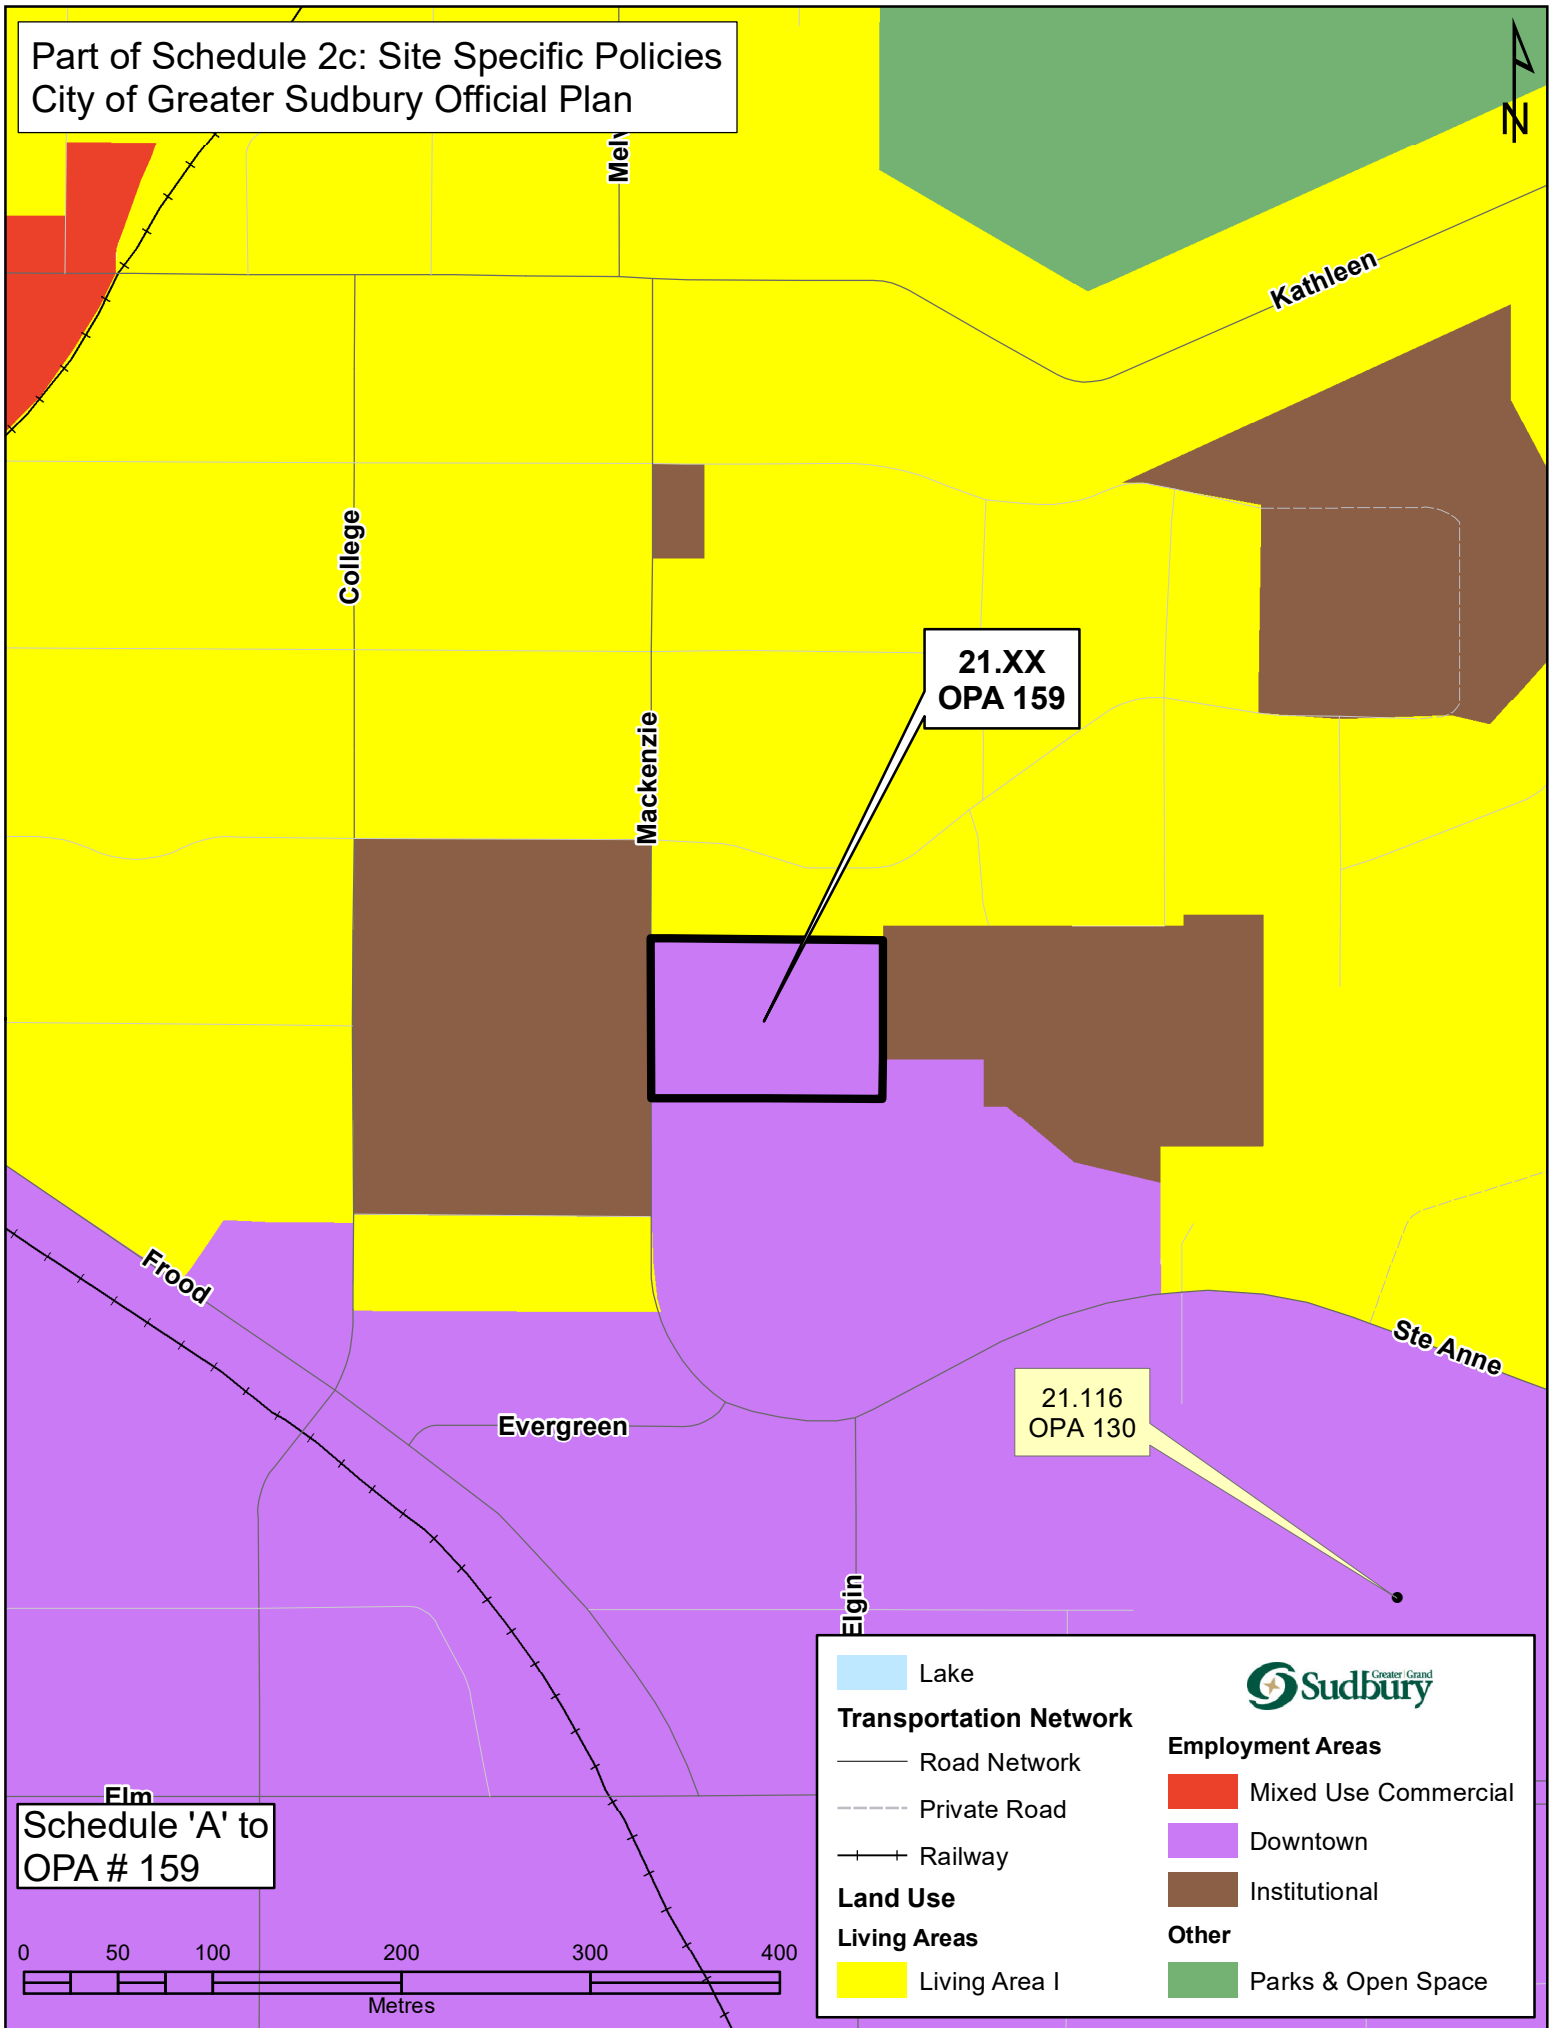 Part of Schedule 2c: Site Specific Policies
City of Greater Sudbury Official Plan
N
Kathleen
College
21.XX
OPA 159
Mackenzie
Frood
Ste Anne
21.116
OPA 130
Evergreen
Elgin
Elm
Schedule 'A' to
OPA # 159
0 50 100 200 300 400
Metres
Lake
Transportation Network
Road Network
Private Road
Railway
Land Use
Living Areas
Living Area I
Greater | Grand
Sudbury
Employment Areas
Mixed Use Commercial
Downtown
Institutional
Other
Parks & Open Space